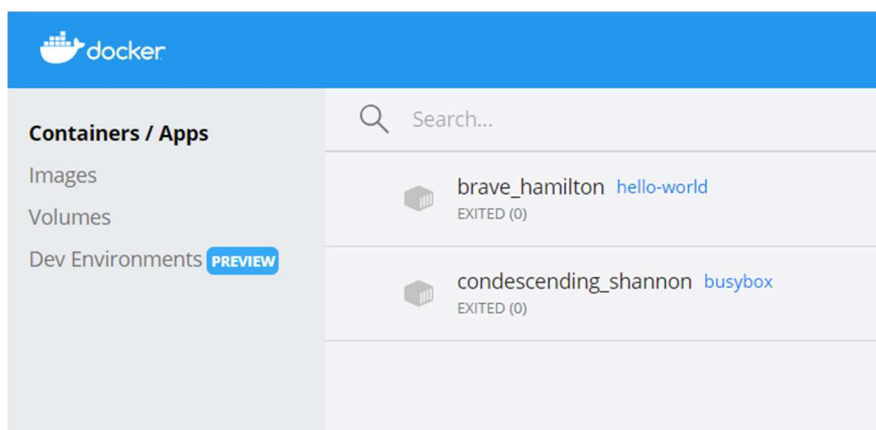 docker
Containers / Apps
Images
Volumes
Dev Environments PREVIEW
Search...
brave_hamilton hello-world
EXITED (0)
condescending_shannon busybox
EXITED (0)